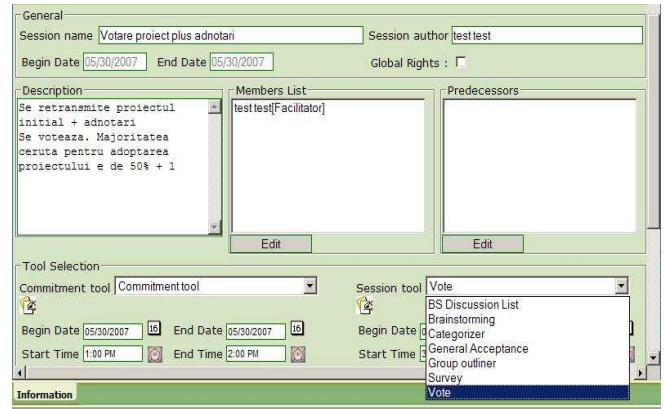 General
Session name Votare proiect plus adnotari Session author test test
Begin Date 05/30/2007 End Date 05/30/2007 Global Rights :
Description
Se retransmite proiectul
initial + adnotari
Se voteaza. Majoritatea
ceruta pentru adoptarea
proiectului e de 50% + 1
Members List
test test[Facilitator]
Edit
Predecessors
Edit
Tool Selection
Commitment tool Commitment tool Session tool Vote
BS Discussion List
Brainstorming
Categorizer
General Acceptance
Group outliner
Survey
Vote
Begin Date 05/30/2007 16 End Date 05/30/2007 16 Begin Date
Start Time 1:00 PM End Time 2:00 PM Start Time
Information